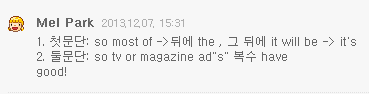 Mel Park 2013.12.07. 15:31
1. 첫문단: so most of ->뒤에 the , 그 뒤에 it will be -> it's
2. 둘문단: so tv or magazine ad"s" 복수 have
good!